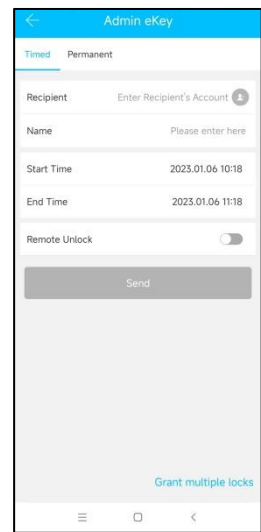 Admin eKey
Timed Permanent
Recipient Enter Recipient's Account
Name Please enter here
Start Time 2023.01.06 10:18
End Time 2023.01.06 11:18
Remote Unlock
Send
Grant multiple locks